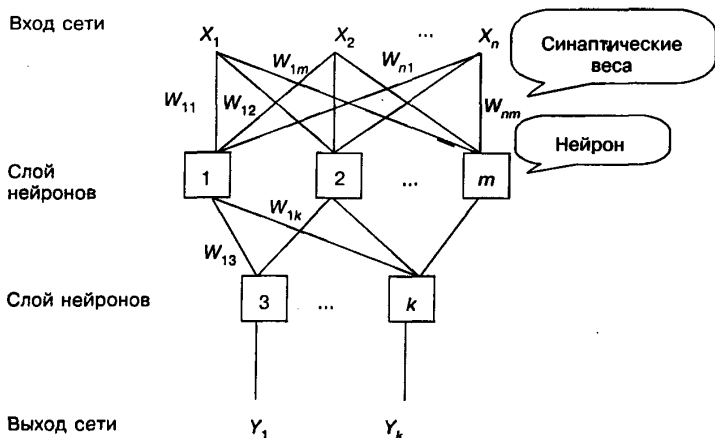 Вход сети
X1 X2 ... Xn
Синаптические
веса
W11 W12 W1m Wn1 Wnm
Нейрон
Слой
нейронов
1 2 ... m
W13 W1k
Слой нейронов
3 ... k
Выход сети
Y1 Yk